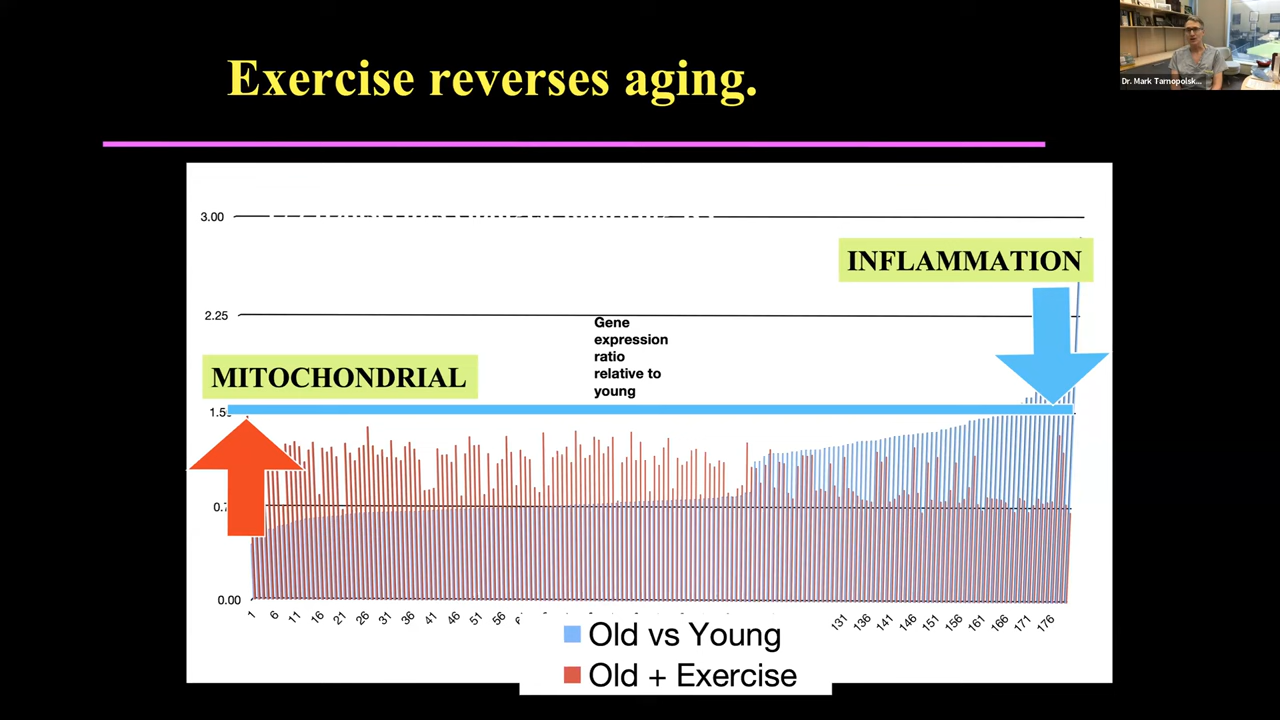 Exercise reverses aging.
Dr. Mark Tarnopolsk...
3.00
INFLAMMATION
2.25
Gene
expression
ratio
relative to
young
MITOCHONDRIAL
1.5
0.7
0.00
1 6 11 16 21 26 31 36 41 46 51 56 131 136 141 146 151 156 161 166 171 176
Old vs Young
Old + Exercise